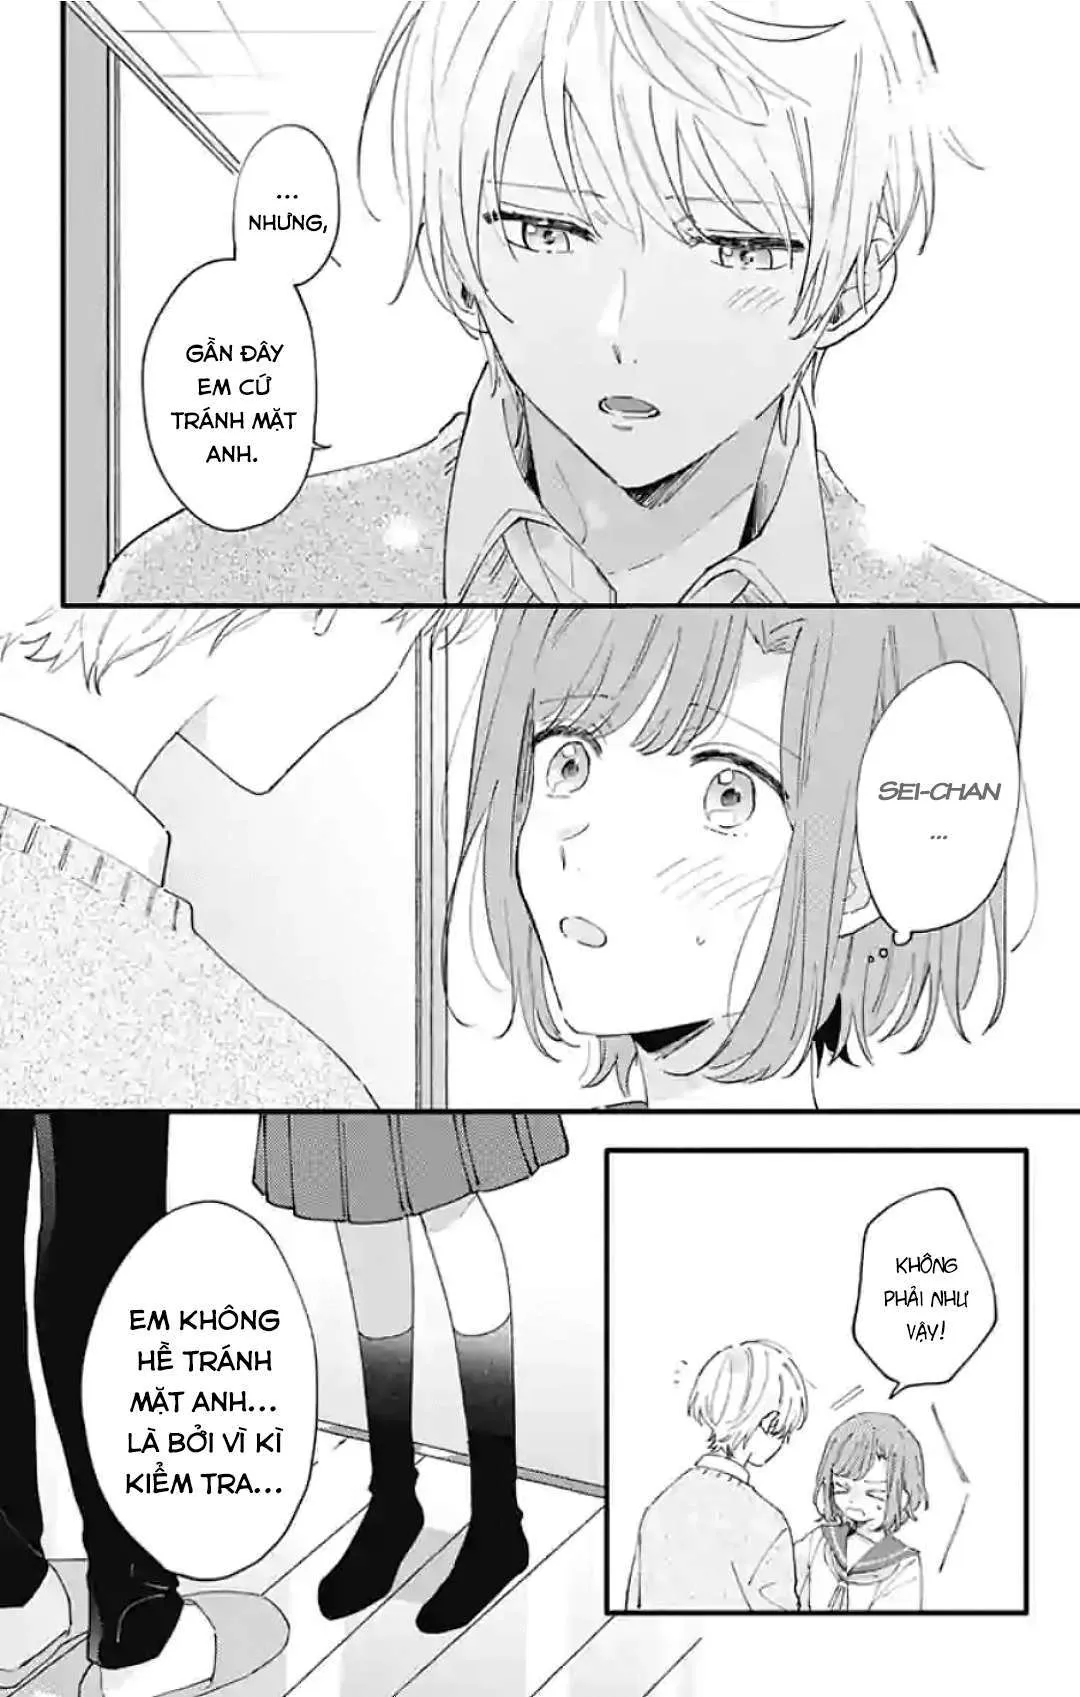 ...
NHƯNG,
GẦN ĐÂY
EM CỨ
TRÁNH MẶT
ANH.
SEI-CHAN
...
KHÔNG
PHẢI NHƯ
VẬY!
EM KHÔNG
HỀ TRÁNH
MẶT ANH...
LÀ BỞI VÌ KÌ
KIỂM TRA...